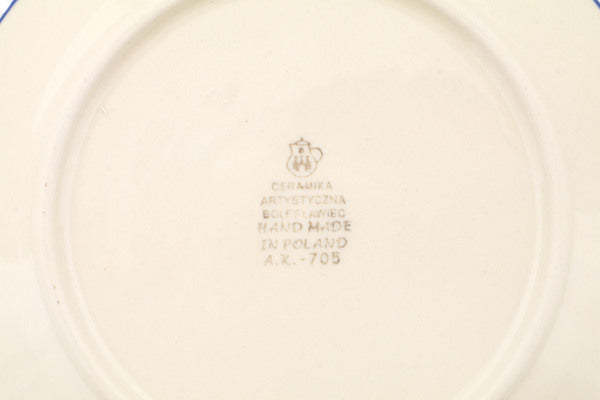 CERAMIKA
ARTYSTYCZNA
BOLESŁAWIEC
HAND MADE
IN POLAND
A.K.-705